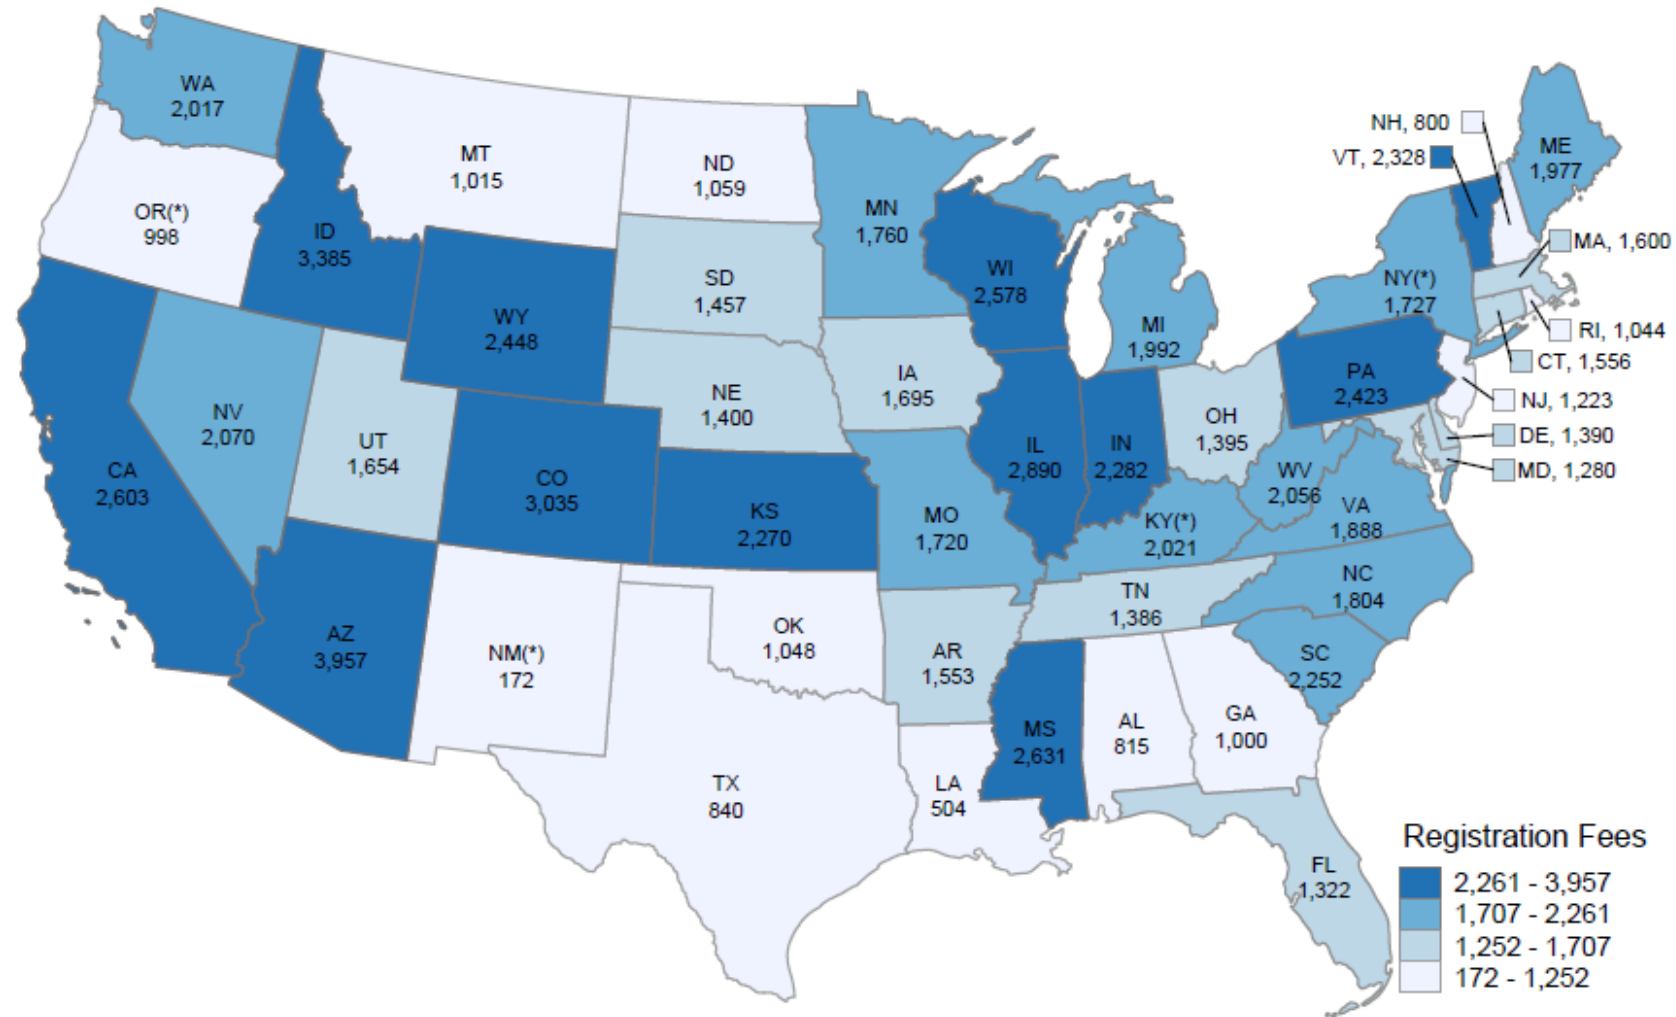 WA
2,017
MT
1,015
ND
1,059
OR(*)
998
ID
3,385
MN
1,760
NH, 800
VT, 2,328
ME
1,977
MA, 1,600
SD
1,457
WI
2,578
NY(*)
1,727
WY
2,448
MI
1,992
RI, 1,044
CT, 1,556
NV
2,070
UT
1,654
NE
1,400
IA
1,695
PA
2,423
NJ, 1,223
OH
1,395
DE, 1,390
MD, 1,280
CA
2,603
CO
3,035
KS
2,270
MO
1,720
IL
2,890
IN
2,282
WV
2,056
VA
1,888
KY(*)
2,021
NC
1,804
TN
1,386
AZ
3,957
NM(*)
172
OK
1,048
AR
1,553
SC
2,252
MS
2,631
AL
815
GA
1,000
TX
840
LA
504
FL
1,322
Registration Fees
2,261 - 3,957
1,707 - 2,261
1,252 - 1,707
172 - 1,252